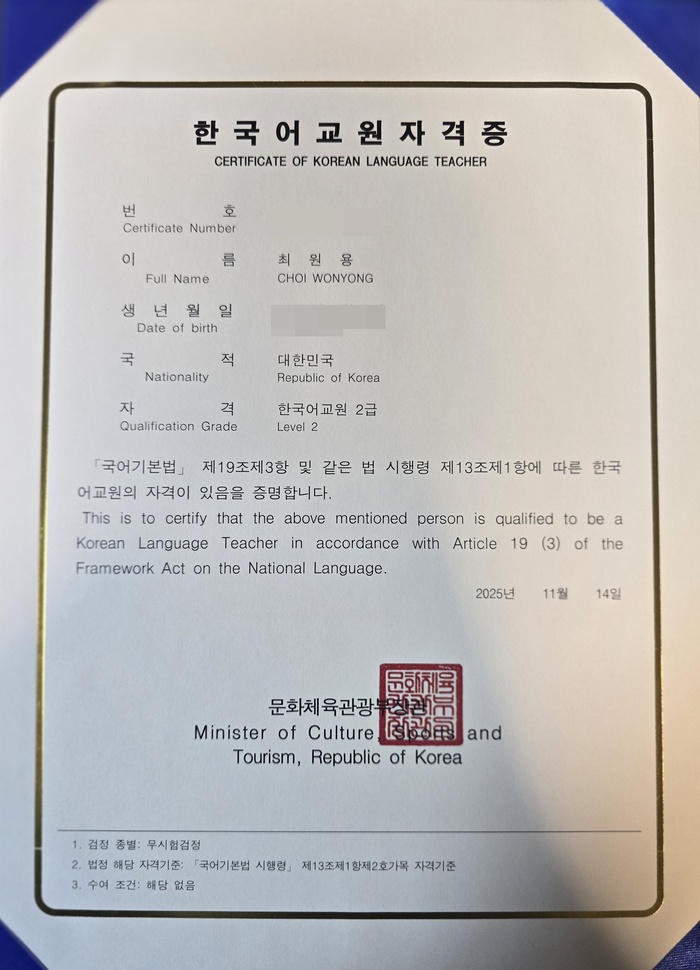 한국어교원자격증
CERTIFICATE OF KOREAN LANGUAGE TEACHER
번 호
Certificate Number
이 름 최 원 용
Full Name CHOI WONYONG
생 년 월 일
Date of birth
국 적 대한민국
Nationality Republic of Korea
자 격 한국어교원 2급
Qualification Grade Level 2
「국어기본법」 제19조제3항 및 같은 법 시행령 제13조제1항에 따른 한국
어교원의 자격이 있음을 증명합니다.
This is to certify that the above mentioned person is qualified to be a
Korean Language Teacher in accordance with Article 19 (3) of the
Framework Act on the National Language.
2025년 11월 14일
문화체육관광부장관
Minister of Culture, Sports and
Tourism, Republic of Korea
1. 검정 종별: 무시험검정
2. 법정 해당 자격기준: 「국어기본법 시행령」 제13조제1항제2호가목 자격기준
3. 수여 조건: 해당 없음